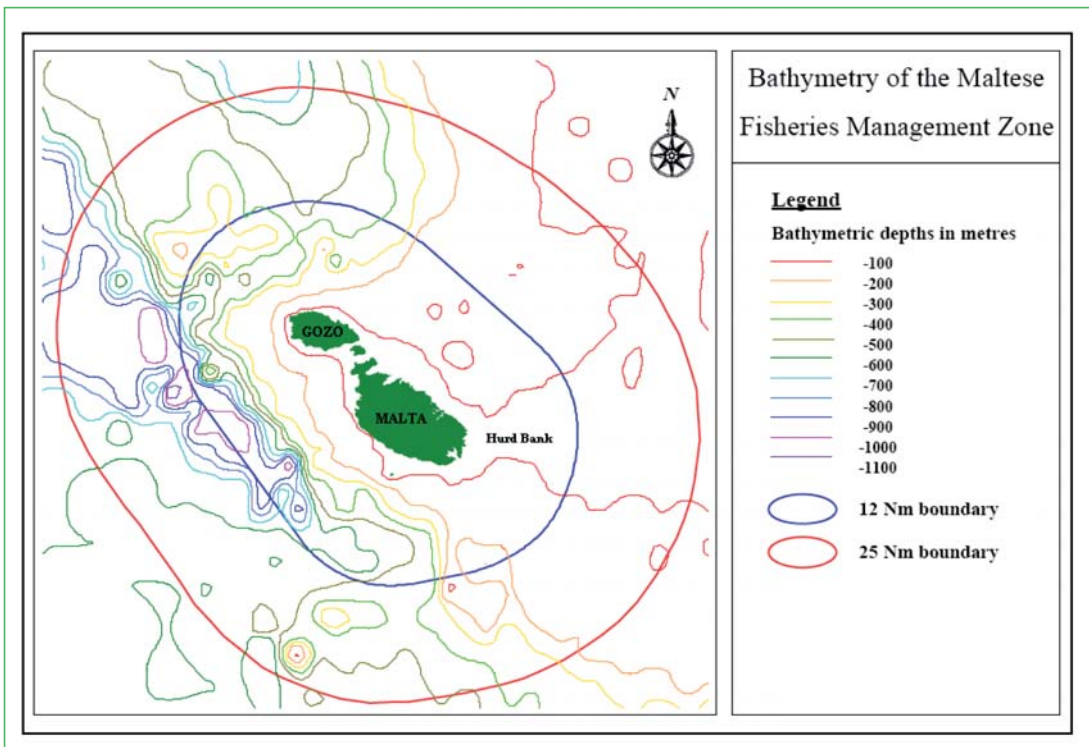 N
GOZO
MALTA
Hurd Bank
Bathymetry of the Maltese
Fisheries Management Zone
Legend
Bathymetric depths in metres
-100
-200
-300
-400
-500
-600
-700
-800
-900
-1000
-1100
12 Nm boundary
25 Nm boundary